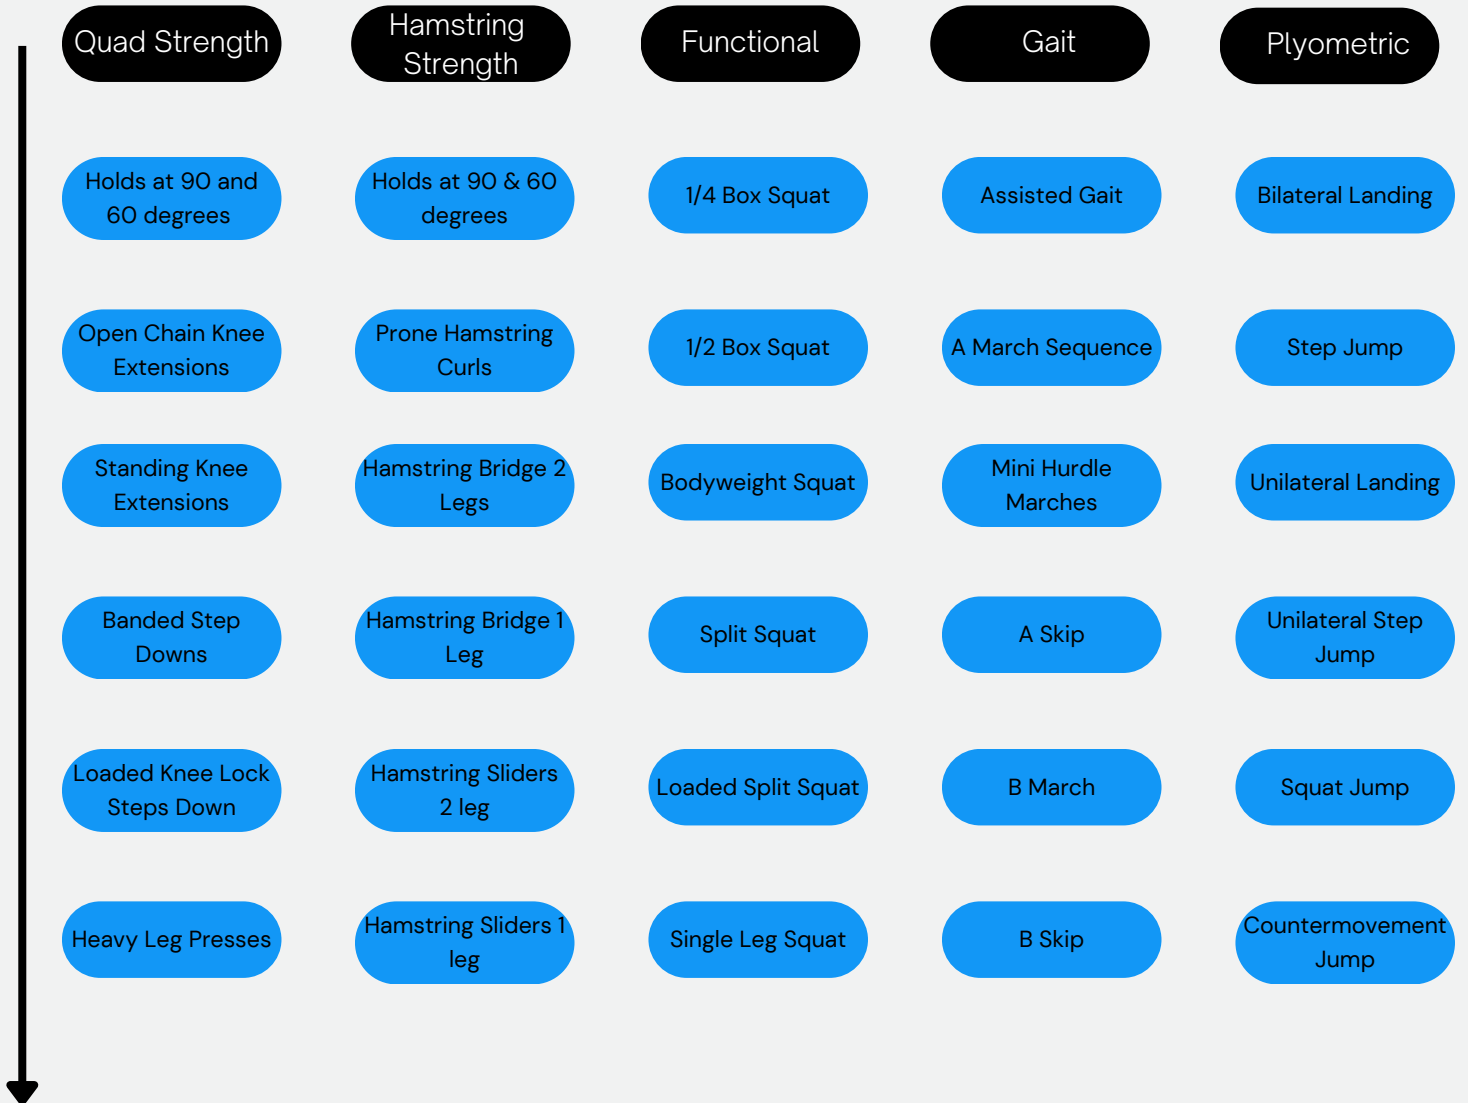 Quad Strength
Hamstring
Strength
Functional
Gait
Plyometric
Holds at 90 and
60 degrees
Holds at 90 & 60
degrees
1/4 Box Squat
Assisted Gait
Bilateral Landing
Open Chain Knee
Extensions
Prone Hamstring
Curls
1/2 Box Squat
A March Sequence
Step Jump
Standing Knee
Extensions
Hamstring Bridge 2
Legs
Bodyweight Squat
Mini Hurdle
Marches
Unilateral Landing
Banded Step
Downs
Hamstring Bridge 1
Leg
Split Squat
A Skip
Unilateral Step
Jump
Loaded Knee Lock
Steps Down
Hamstring Sliders
2 leg
Loaded Split Squat
B March
Squat Jump
Heavy Leg Presses
Hamstring Sliders 1
leg
Single Leg Squat
B Skip
Countermovement
Jump